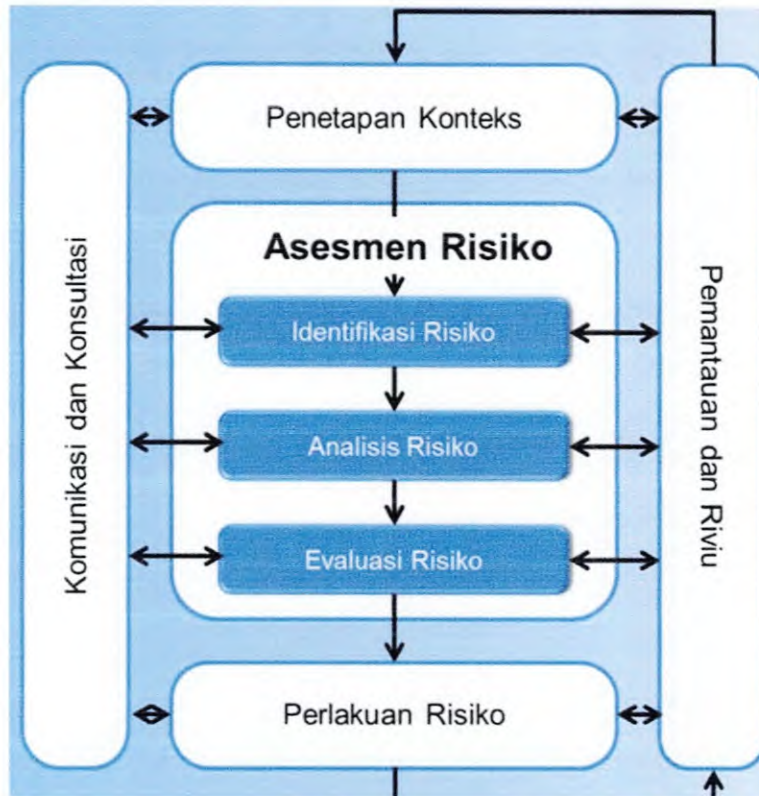 Penetapan Konteks
Komunikasi dan Konsultasi
Asesmen Risiko
Identifikasi Risiko
Analisis Risiko
Evaluasi Risiko
Pemantauan dan Riviu
Perlakuan Risiko